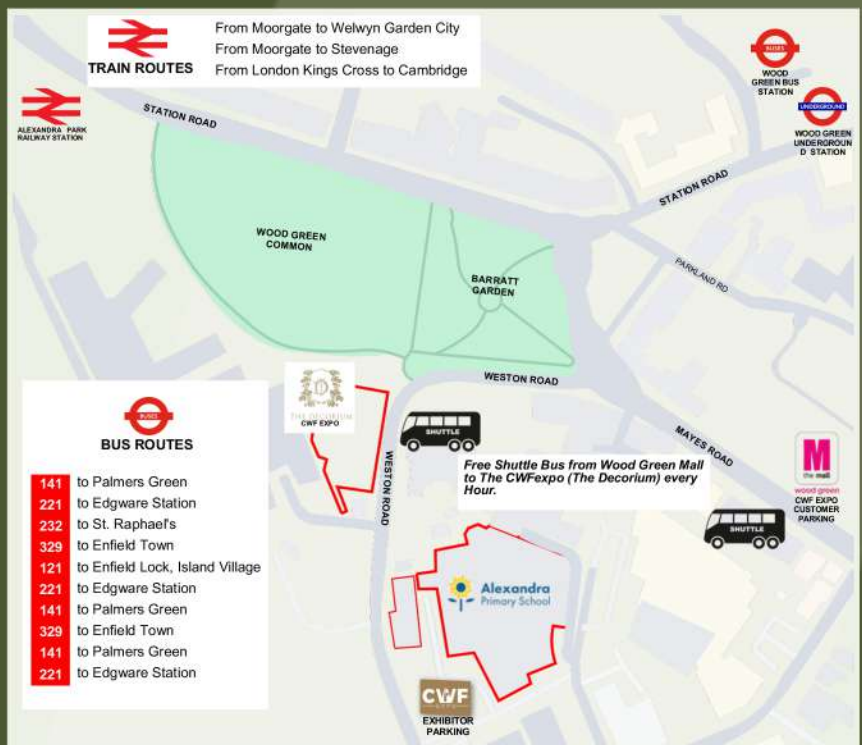 TRAIN ROUTES
From Moorgate to Welwyn Garden City
From Moorgate to Stevenage
From London Kings Cross to Cambridge
BUSES
WOOD
GREEN BUS
STATION
ALEXANDRA PARK
RAILWAY STATION
STATION ROAD
UNDERGROUND
WOOD GREEN
UNDERGROUN
D STATION
STATION ROAD
WOOD GREEN
COMMON
BARRATT
GARDEN
PARKLAND RD
D
THE DECORIUM
CWF EXPO
WESTON ROAD
WESTON ROAD
SHUTTLE
MAYES ROAD
Free Shuttle Bus from Wood Green Mall
to The CWFexpo (The Decorium) every
Hour.
M
the mall
wood green
CWF EXPO
CUSTOMER
PARKING
SHUTTLE
BUSES
BUS ROUTES
141 to Palmers Green
221 to Edgware Station
232 to St. Raphael's
329 to Enfield Town
121 to Enfield Lock, Island Village
221 to Edgware Station
141 to Palmers Green
329 to Enfield Town
141 to Palmers Green
221 to Edgware Station
Alexandra
Primary School
CWF
EXPO
EXHIBITOR
PARKING